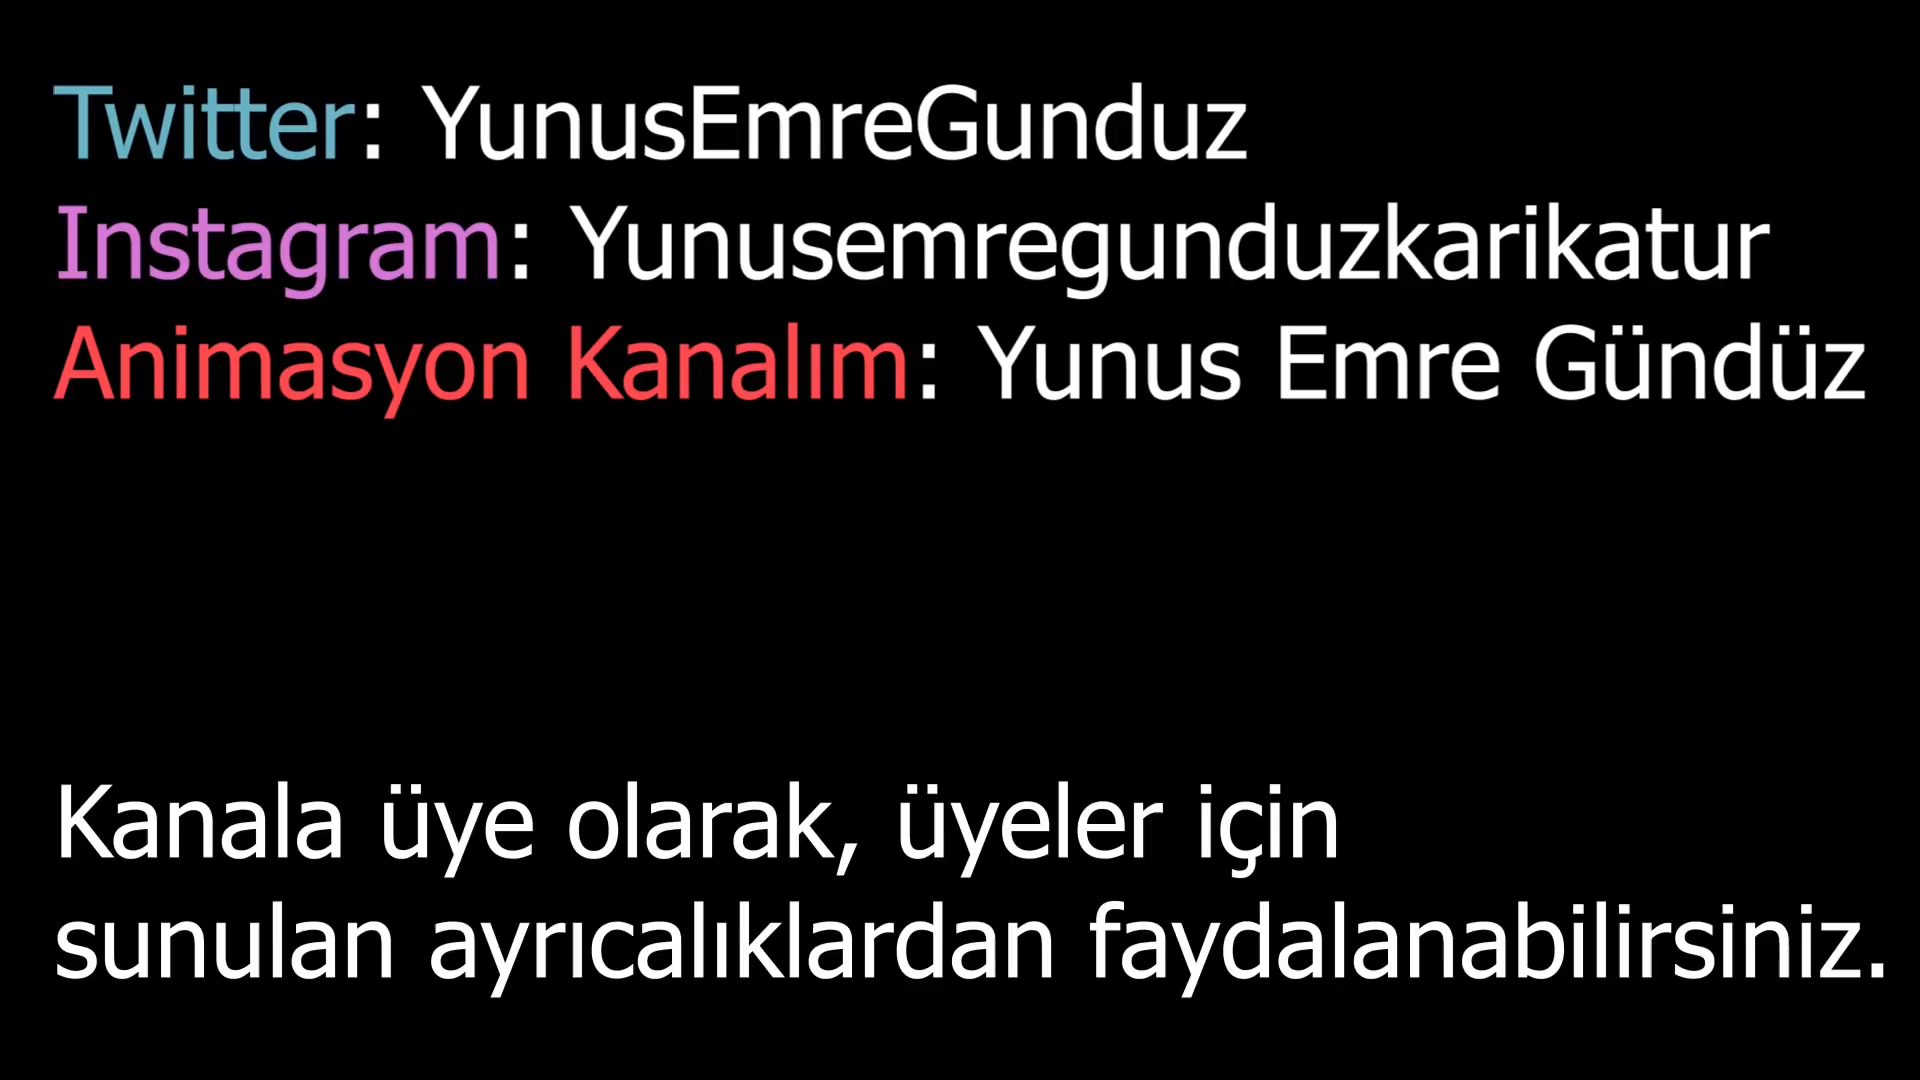 Twitter: YunusEmreGunduz
Instagram: Yunusemregunduzkarikatur
Animasyon Kanalım: Yunus Emre Gündüz
Kanala üye olarak, üyeler için
sunulan ayrıcalıklardan faydalanabilirsiniz.